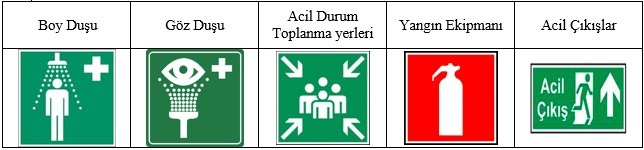 Boy Duşu
Göz Duşu
Acil Durum
Toplanma yerleri
Yangın Ekipmanı
Acil Çıkışlar
Acil
Çıkış